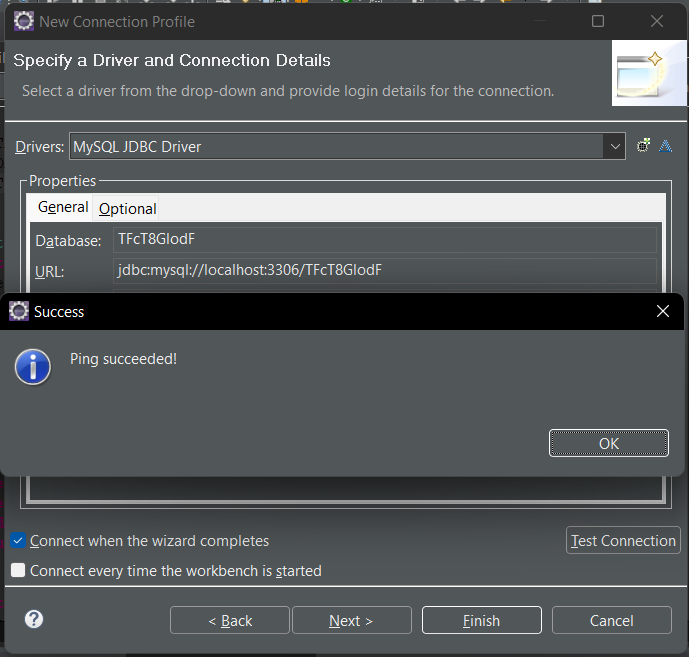 New Connection Profile
Specify a Driver and Connection Details
Select a driver from the drop-down and provide login details for the connection.
Drivers: MySQL JDBC Driver
Properties
General Optional
Database: TFcT8GlodF
URL: jdbc:mysql://localhost:3306/TFcT8GlodF
Success
Ping succeeded!
OK
Connect when the wizard completes
Test Connection
Connect every time the workbench is started
< Back Next > Finish Cancel